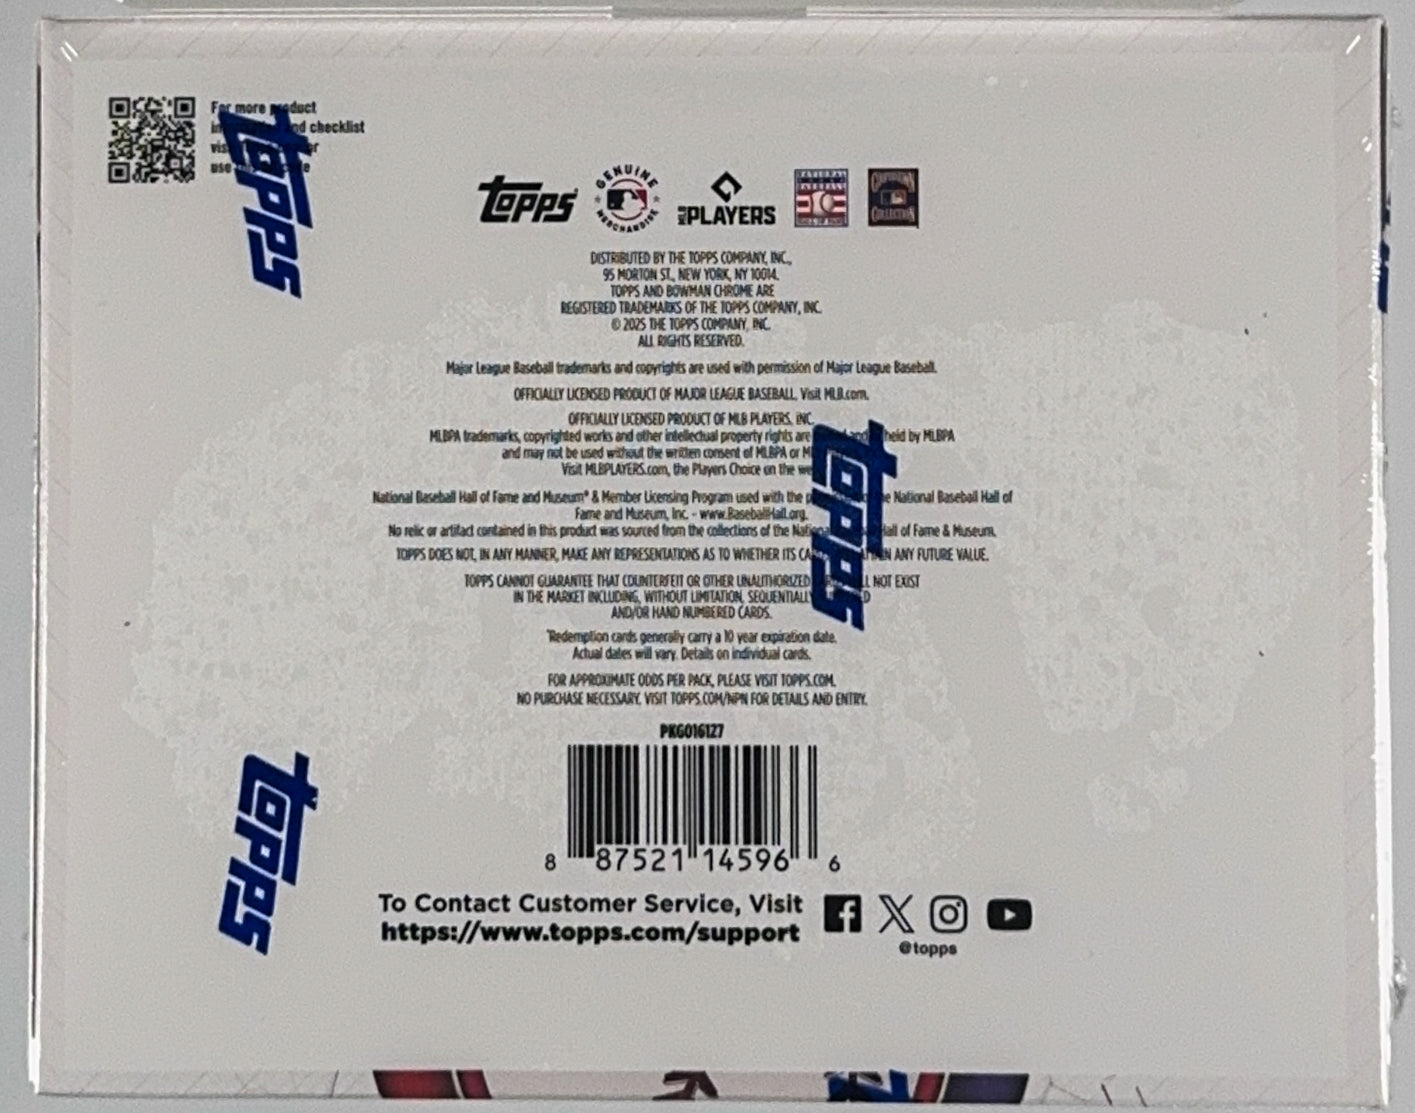 For more product
and checklist
use
Topps
Topps
GENUINE MERCHANDISE
MLB PLAYERS
NATIONAL BASEBALL HALL OF FAME
COOPERSTOWN COLLECTION
DISTRIBUTED BY THE TOPPS COMPANY, INC.,
95 MORTON ST., NEW YORK, NY 10014.
TOPPS AND BOWMAN CHROME ARE
REGISTERED TRADEMARKS OF THE TOPPS COMPANY, INC.
© 2025 THE TOPPS COMPANY, INC.
ALL RIGHTS RESERVED.
Major League Baseball trademarks and copyrights are used with permission of Major League Baseball.
OFFICIALLY LICENSED PRODUCT OF MAJOR LEAGUE BASEBALL. Visit MLB.com.
OFFICIALLY LICENSED PRODUCT OF MLB PLAYERS, INC.
MLBPA trademarks, copyrighted works and other intellectual property rights are held by MLBPA
and may not be used without the written consent of MLBPA or
Visit MLBPLAYERS.com, the Players Choice on the
Topps
National Baseball Hall of Fame and Museum® & Member Licensing Program used with the National Baseball Hall of
Fame and Museum, Inc. - www.BaseballHall.org.
No relic or artifact contained in this product was sourced from the collections of the Hall of Fame & Museum.
TOPPS DOES NOT, IN ANY MANNER, MAKE ANY REPRESENTATIONS AS TO WHETHER ITS ANY FUTURE VALUE.
TOPPS CANNOT GUARANTEE THAT COUNTERFEIT OR OTHER UNAUTHORIZED NOT EXIST
IN THE MARKET INCLUDING, WITHOUT LIMITATION, SEQUENTIALLY
AND/OR HAND NUMBERED CARDS.
*Redemption cards generally carry a 10 year expiration date.
Actual dates will vary. Details on individual cards.
FOR APPROXIMATE ODDS PER PACK, PLEASE VISIT TOPPS.COM.
NO PURCHASE NECESSARY. VISIT TOPPS.COM/NPN FOR DETAILS AND ENTRY.
PKG016127
8 87521 14596 6
Topps
To Contact Customer Service, Visit
https://www.topps.com/support
@topps